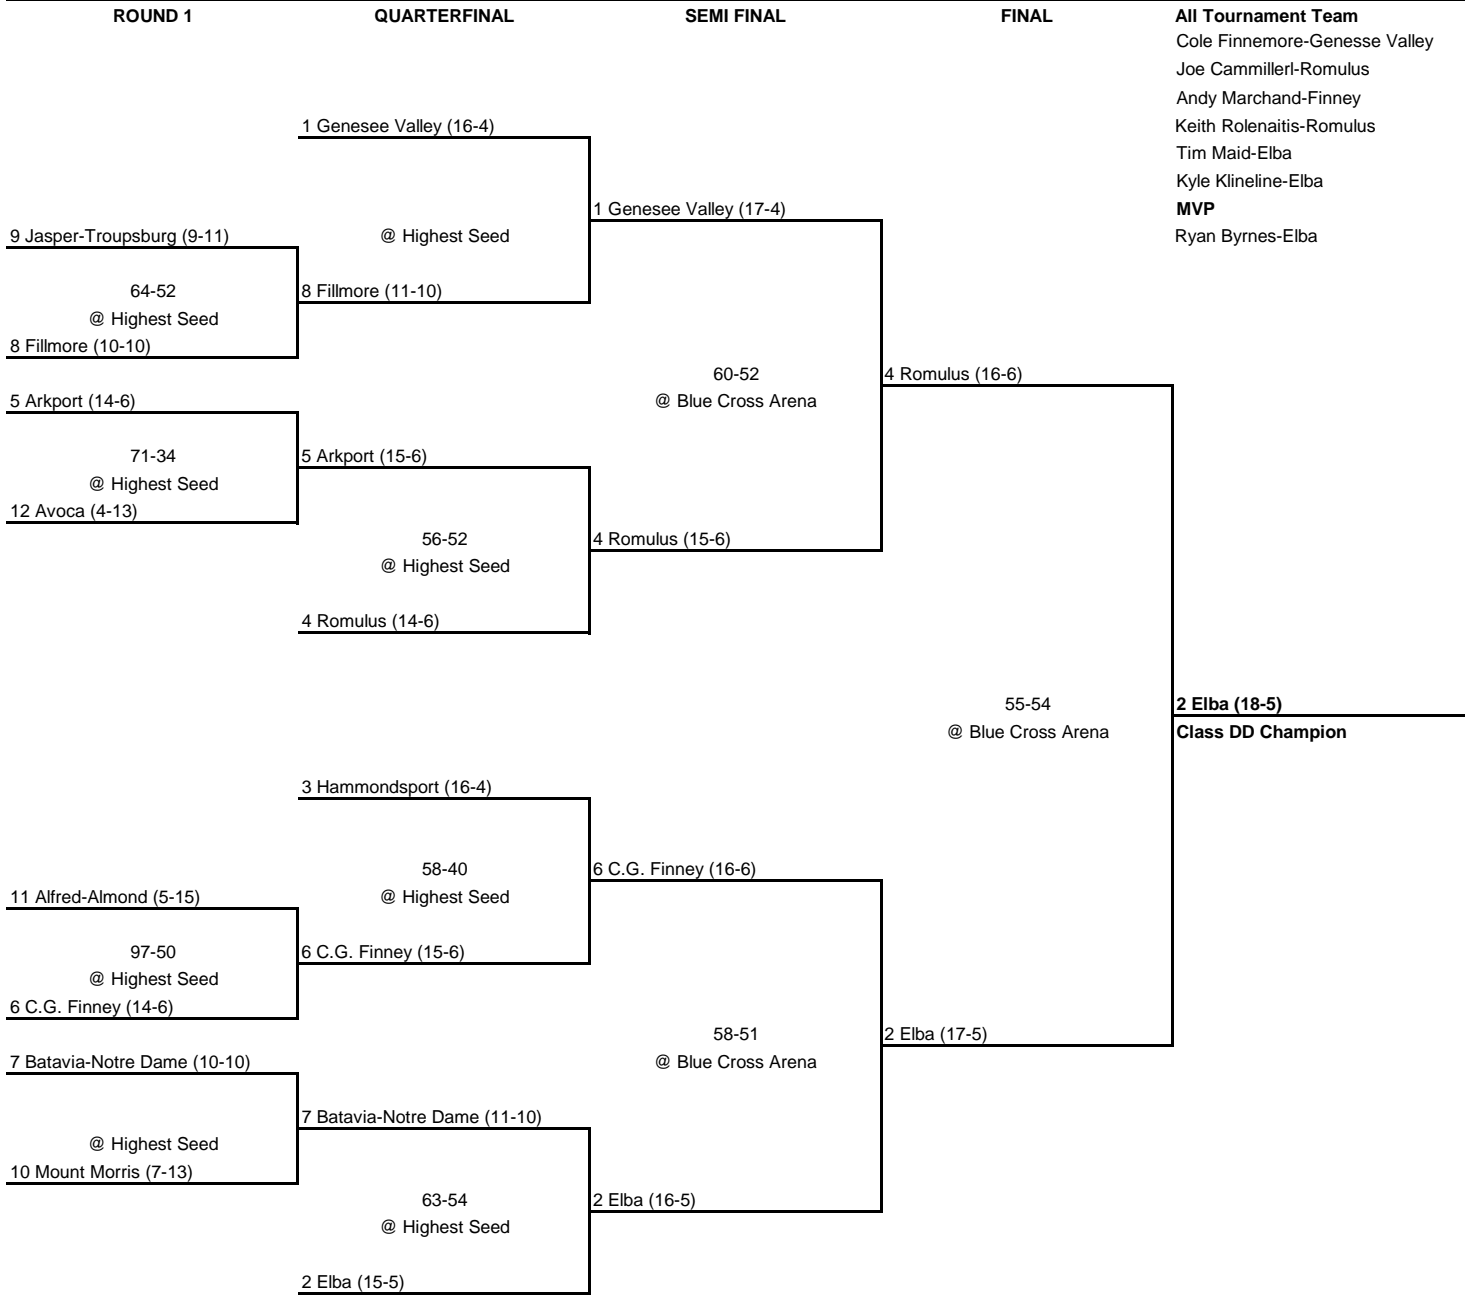 ROUND 1 QUARTERFINAL SEMI FINAL FINAL All Tournament Team
Cole Finnemore-Genesse Valley
Joe Cammillerl-Romulus
Andy Marchand-Finney
1 Genesee Valley (16-4) Keith Rolenaitis-Romulus
Tim Maid-Elba
Kyle Klineline-Elba
1 Genesee Valley (17-4) MVP
9 Jasper-Troupsburg (9-11) @ Highest Seed Ryan Byrnes-Elba
64-52 8 Fillmore (11-10)
@ Highest Seed
8 Fillmore (10-10)
60-52 4 Romulus (16-6)
5 Arkport (14-6) @ Blue Cross Arena
71-34 5 Arkport (15-6)
@ Highest Seed
12 Avoca (4-13)
56-52 4 Romulus (15-6)
@ Highest Seed
4 Romulus (14-6)
55-54 2 Elba (18-5)
@ Blue Cross Arena Class DD Champion
3 Hammondsport (16-4)
58-40 6 C.G. Finney (16-6)
11 Alfred-Almond (5-15) @ Highest Seed
97-50 6 C.G. Finney (15-6)
@ Highest Seed
6 C.G. Finney (14-6)
58-51 2 Elba (17-5)
7 Batavia-Notre Dame (10-10) @ Blue Cross Arena
7 Batavia-Notre Dame (11-10)
@ Highest Seed
10 Mount Morris (7-13)
63-54 2 Elba (16-5)
@ Highest Seed
2 Elba (15-5)